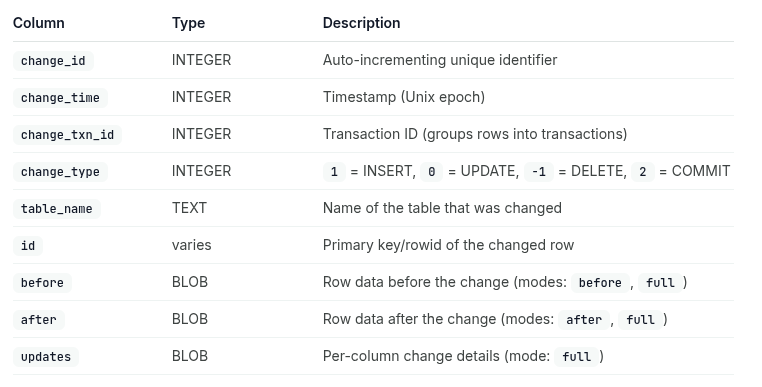 Column Type Description
change_id INTEGER Auto-incrementing unique identifier
change_time INTEGER Timestamp (Unix epoch)
change_txn_id INTEGER Transaction ID (groups rows into transactions)
change_type INTEGER 1 = INSERT, 0 = UPDATE, -1 = DELETE, 2 = COMMIT
table_name TEXT Name of the table that was changed
id varies Primary key/rowid of the changed row
before BLOB Row data before the change (modes: before, full)
after BLOB Row data after the change (modes: after, full)
updates BLOB Per-column change details (mode: full)